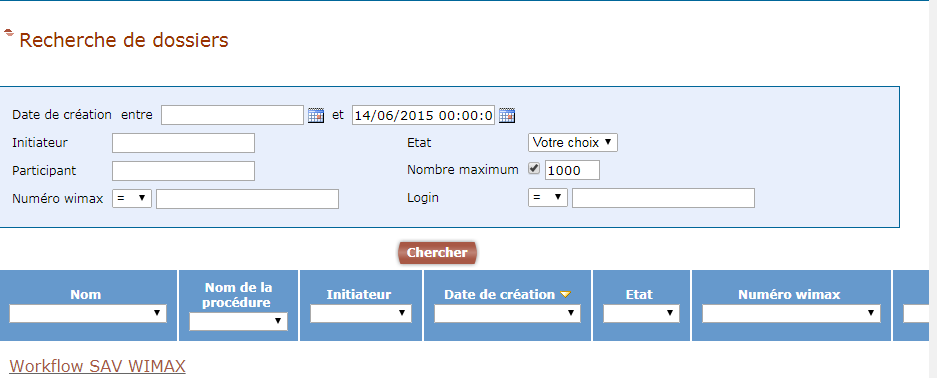 Recherche de dossiers
Date de création entre et 14/06/2015 00:00:0
Initiateur Etat Votre choix
Participant Nombre maximum 1000
Numéro wimax = Login =
Chercher
Nom Nom de la procédure Initiateur Date de création Etat Numéro wimax
Workflow SAV WIMAX